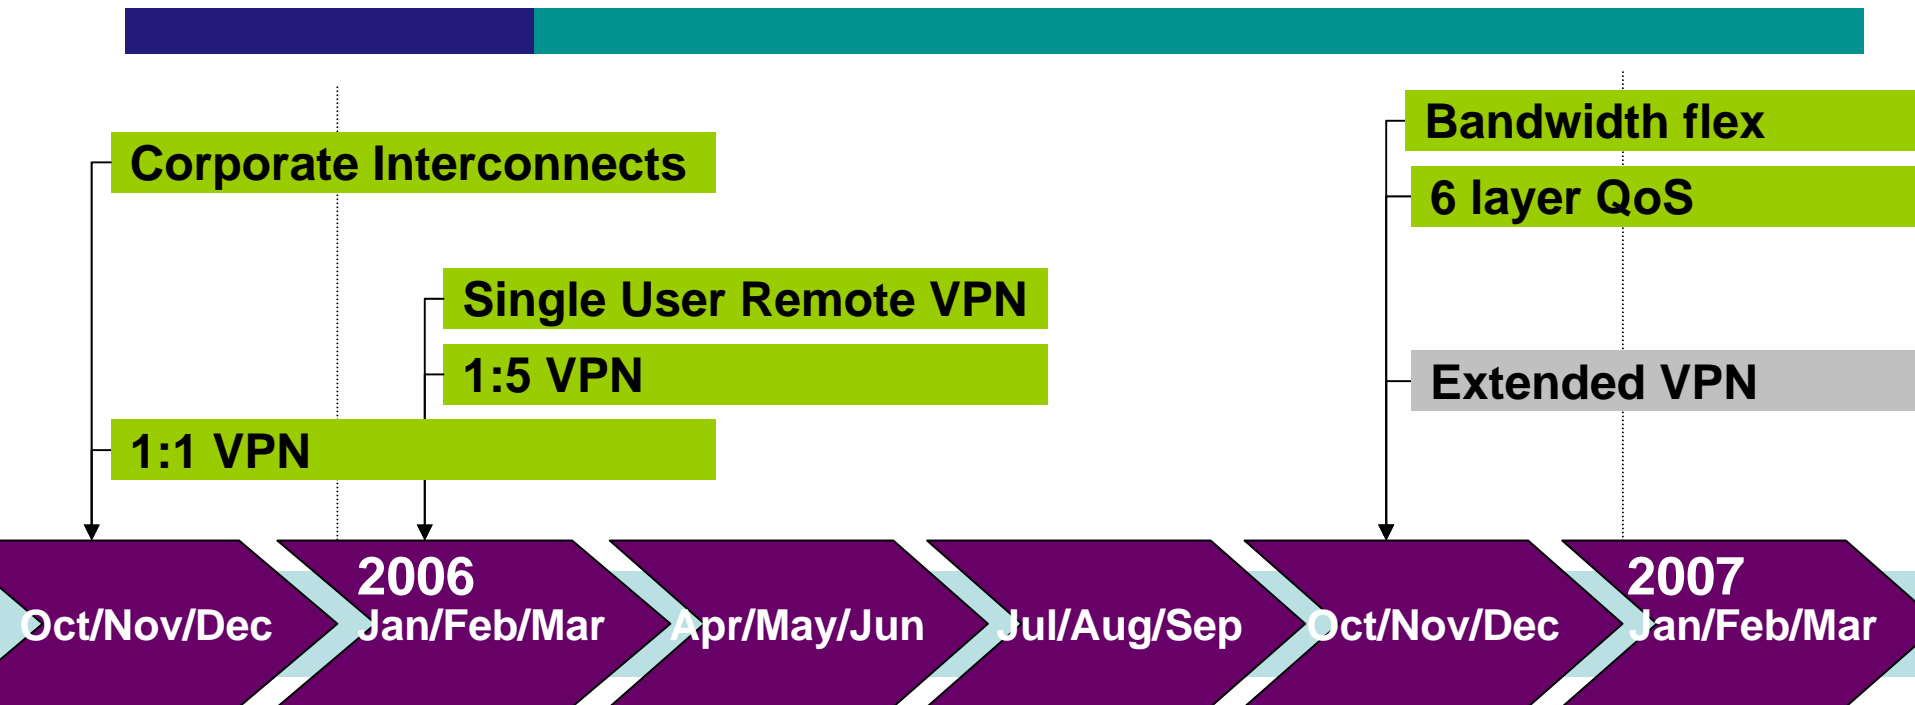 Bandwidth flex
Corporate Interconnects
6 layer QoS
Single User Remote VPN
1:5 VPN
Extended VPN
1:1 VPN
2006
2007
Oct/Nov/Dec
Jan/Feb/Mar
Apr/May/Jun
Jul/Aug/Sep
Oct/Nov/Dec
Jan/Feb/Mar